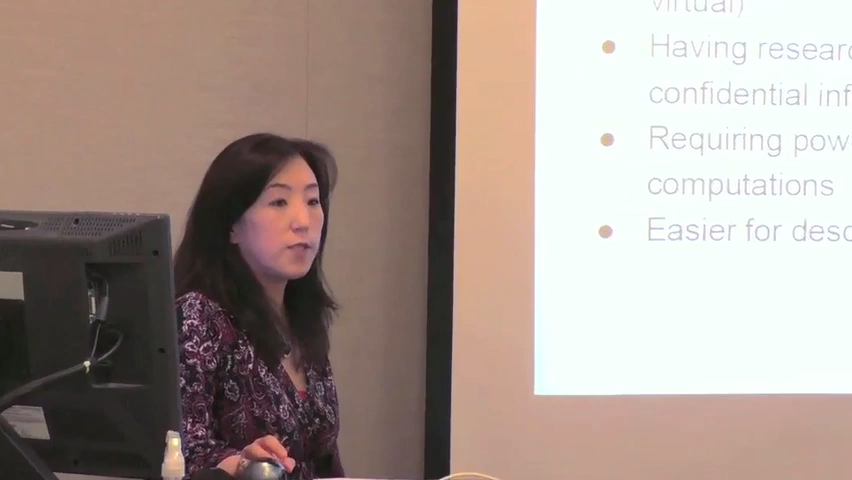 virtual)
Having researc
confidential inf
Requiring pow
computations
Easier for desc